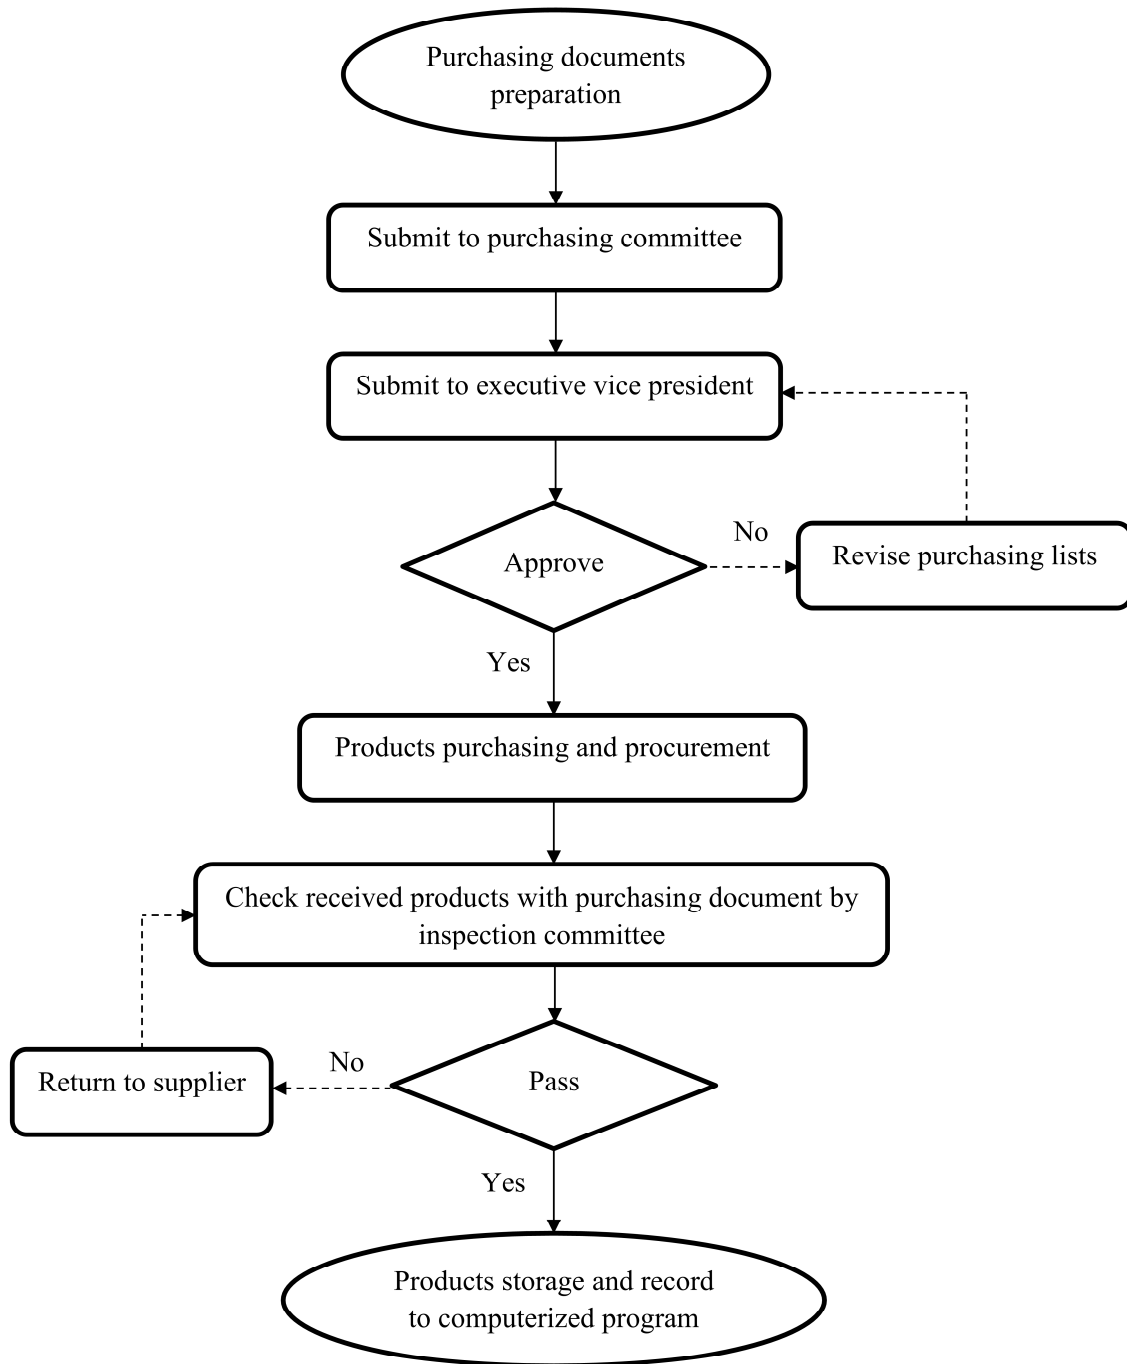 Purchasing documents
preparation
Submit to purchasing committee
Submit to executive vice president
No
Revise purchasing lists
Approve
Yes
Products purchasing and procurement
Check received products with purchasing document by
inspection committee
No
Return to supplier
Pass
Yes
Products storage and record
to computerized program